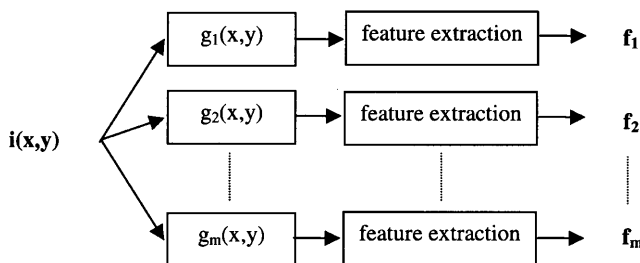 g₁(x,y) feature extraction f₁
g₂(x,y) feature extraction f₂
i(x,y)
gₘ(x,y) feature extraction fₘ